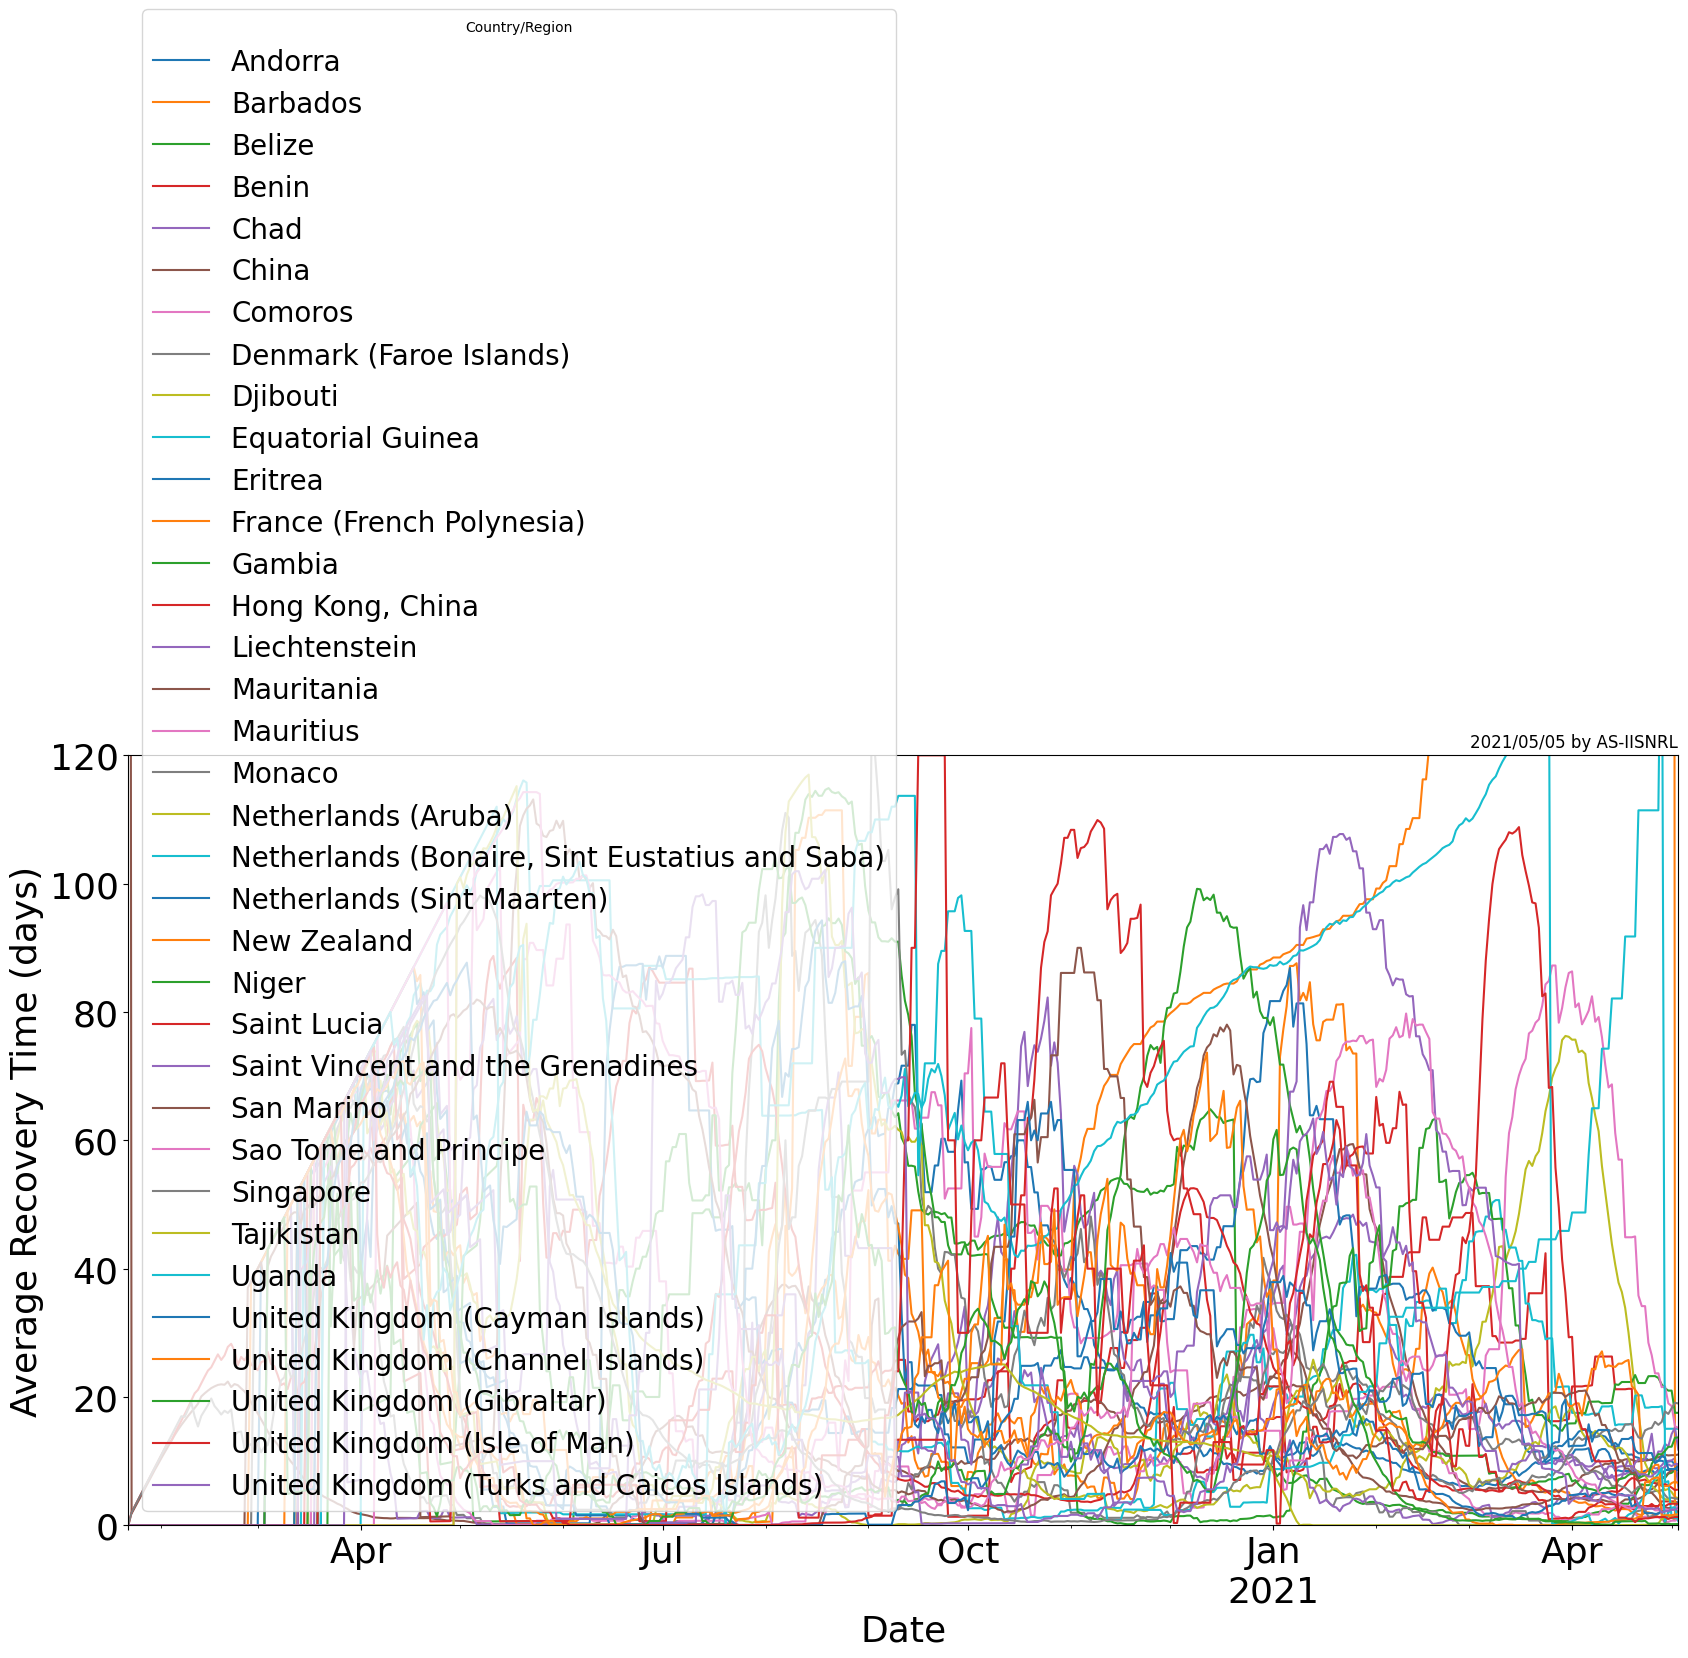 Country/Region
Andorra
Barbados
Belize
Benin
Chad
China
Comoros
Denmark (Faroe Islands)
Djibouti
Equatorial Guinea
Eritrea
France (French Polynesia)
Gambia
Hong Kong, China
Liechtenstein
Mauritania
Mauritius
Monaco
Netherlands (Aruba)
Netherlands (Bonaire, Sint Eustatius and Saba)
Netherlands (Sint Maarten)
New Zealand
Niger
Saint Lucia
Saint Vincent and the Grenadines
San Marino
Sao Tome and Principe
Singapore
Tajikistan
Uganda
United Kingdom (Cayman Islands)
United Kingdom (Channel Islands)
United Kingdom (Gibraltar)
United Kingdom (Isle of Man)
United Kingdom (Turks and Caicos Islands)
2021/05/05 by AS-IISNRL
Average Recovery Time (days)
120
100
80
60
40
20
0
Apr
Jul
Oct
Jan
2021
Apr
Date